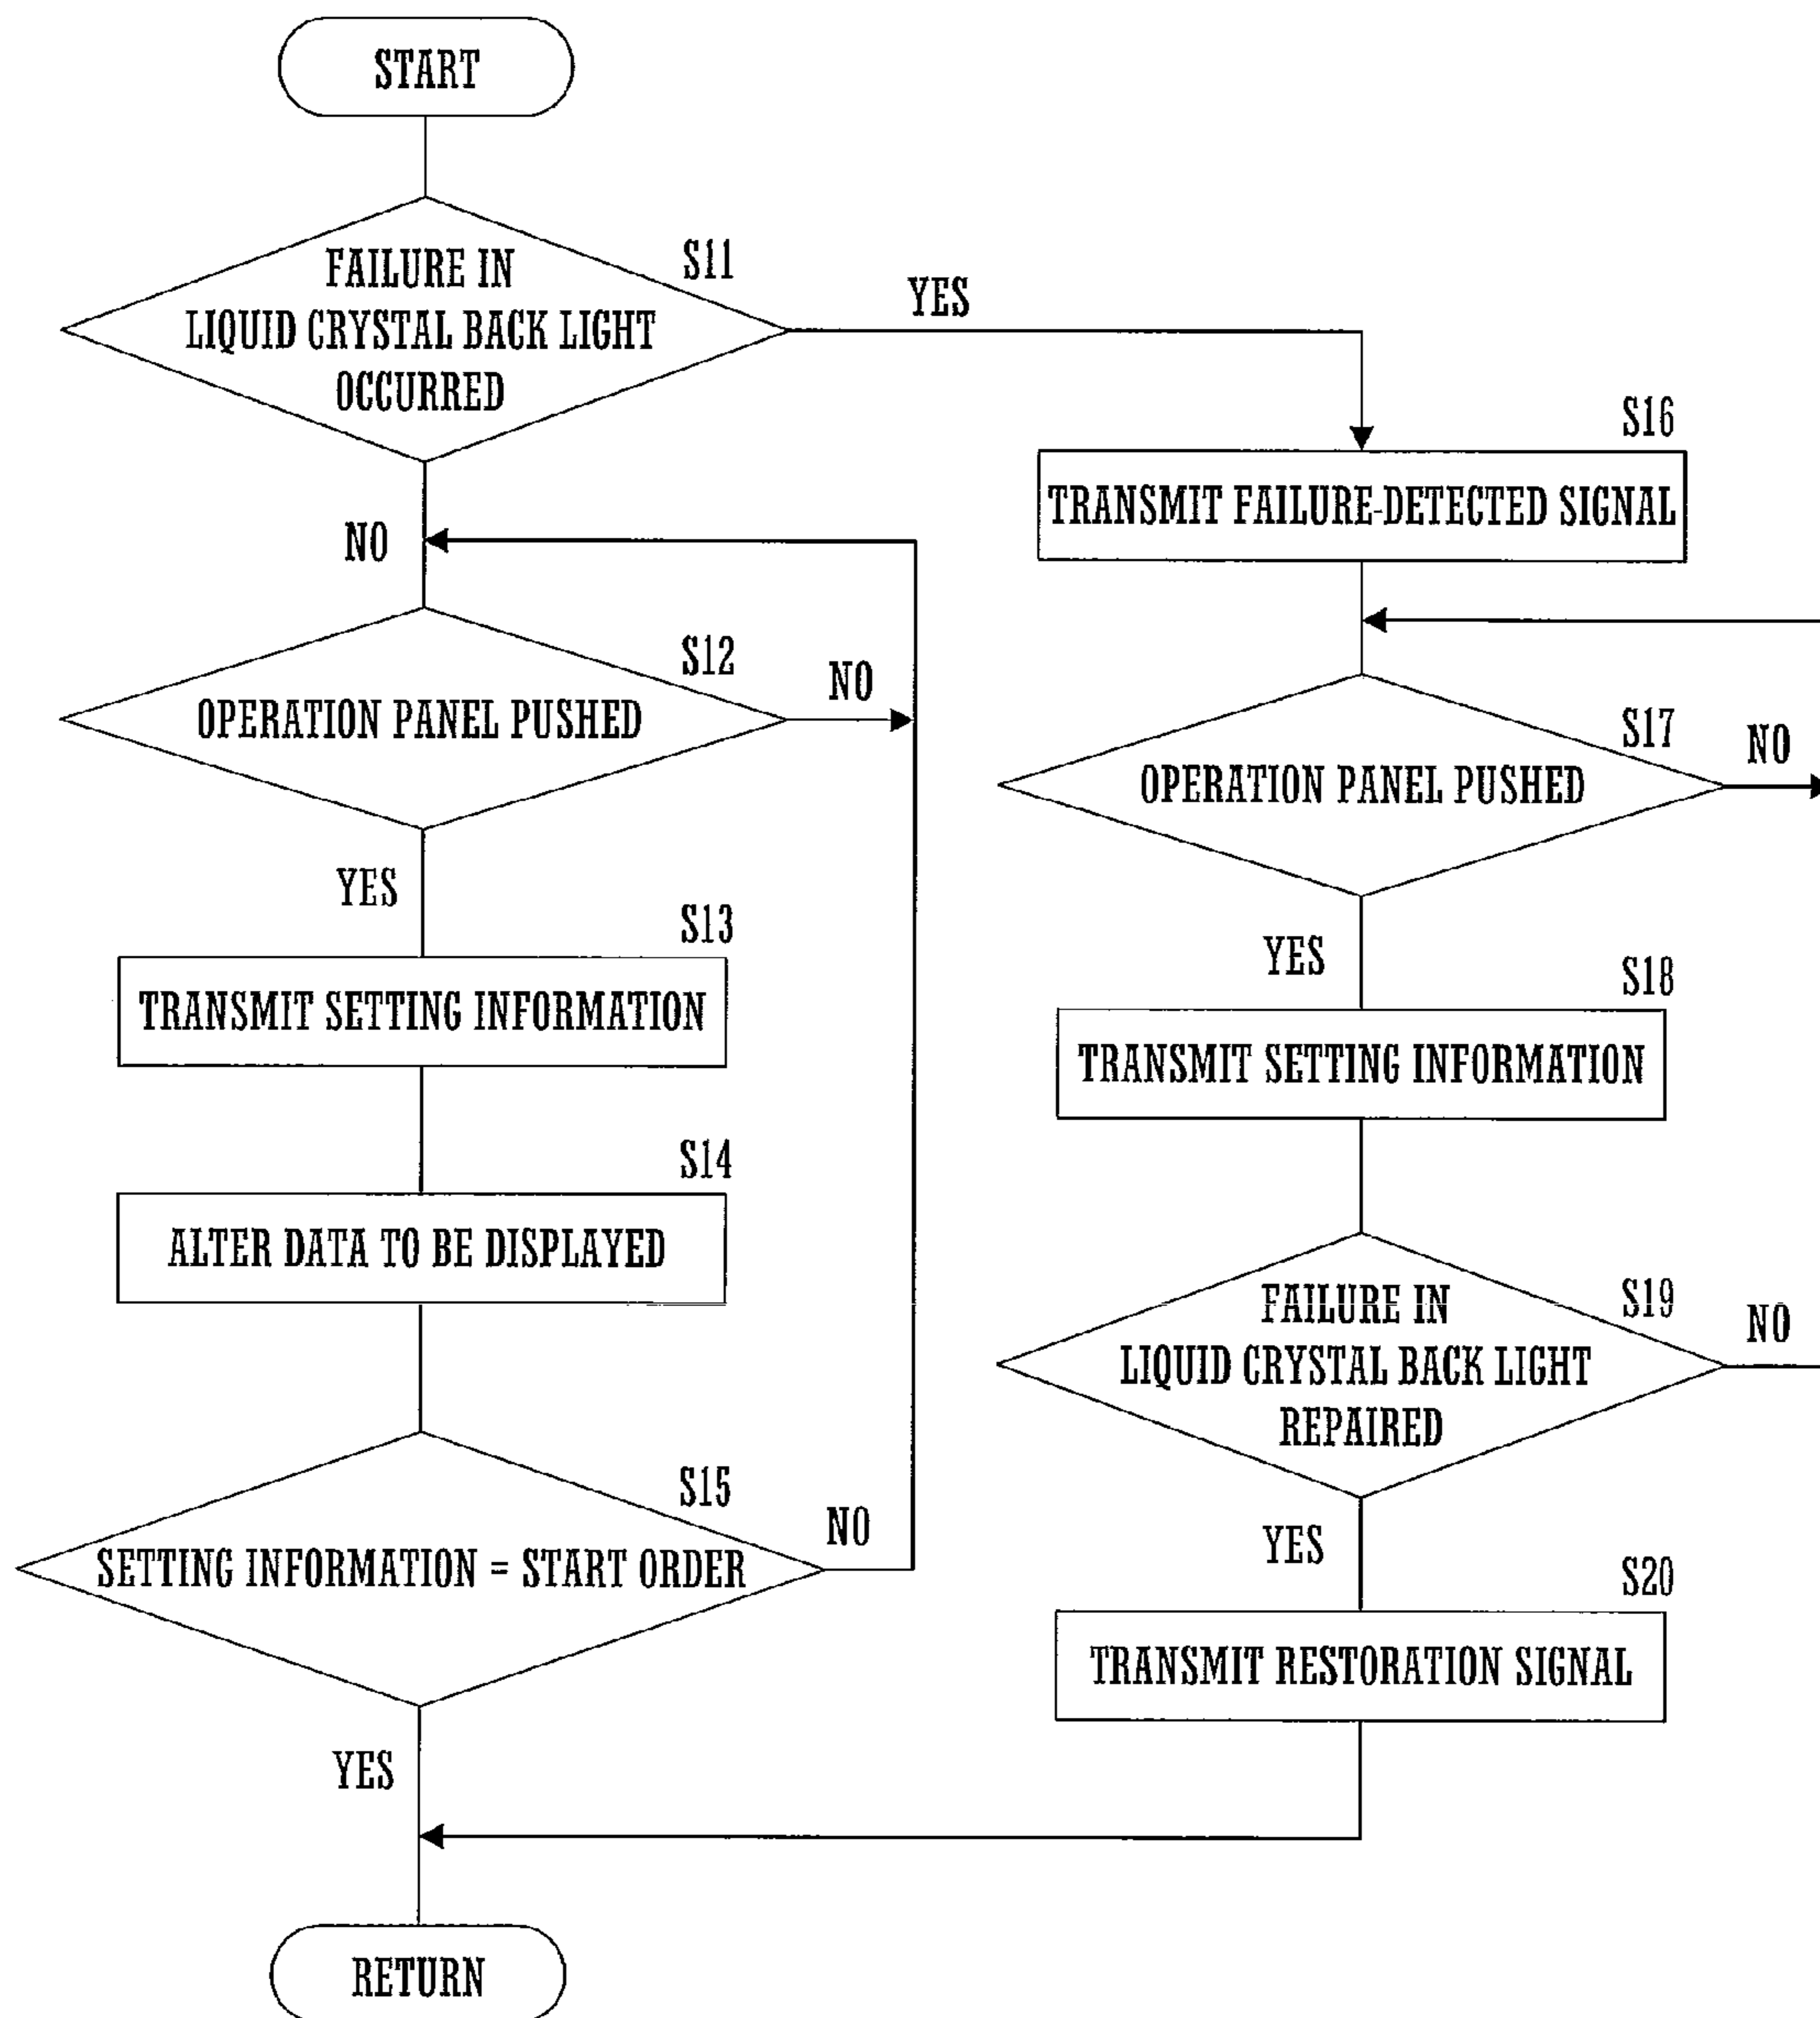 START
S11
FAILURE IN
LIQUID CRYSTAL BACK LIGHT
OCCURRED
YES
NO
S12
OPERATION PANEL PUSHED
NO
YES
S13
TRANSMIT SETTING INFORMATION
S14
ALTER DATA TO BE DISPLAYED
S15
SETTING INFORMATION = START ORDER
NO
YES
RETURN
S16
TRANSMIT FAILURE-DETECTED SIGNAL
S17
OPERATION PANEL PUSHED
NO
YES
S18
TRANSMIT SETTING INFORMATION
S19
FAILURE IN
LIQUID CRYSTAL BACK LIGHT
REPAIRED
NO
YES
S20
TRANSMIT RESTORATION SIGNAL